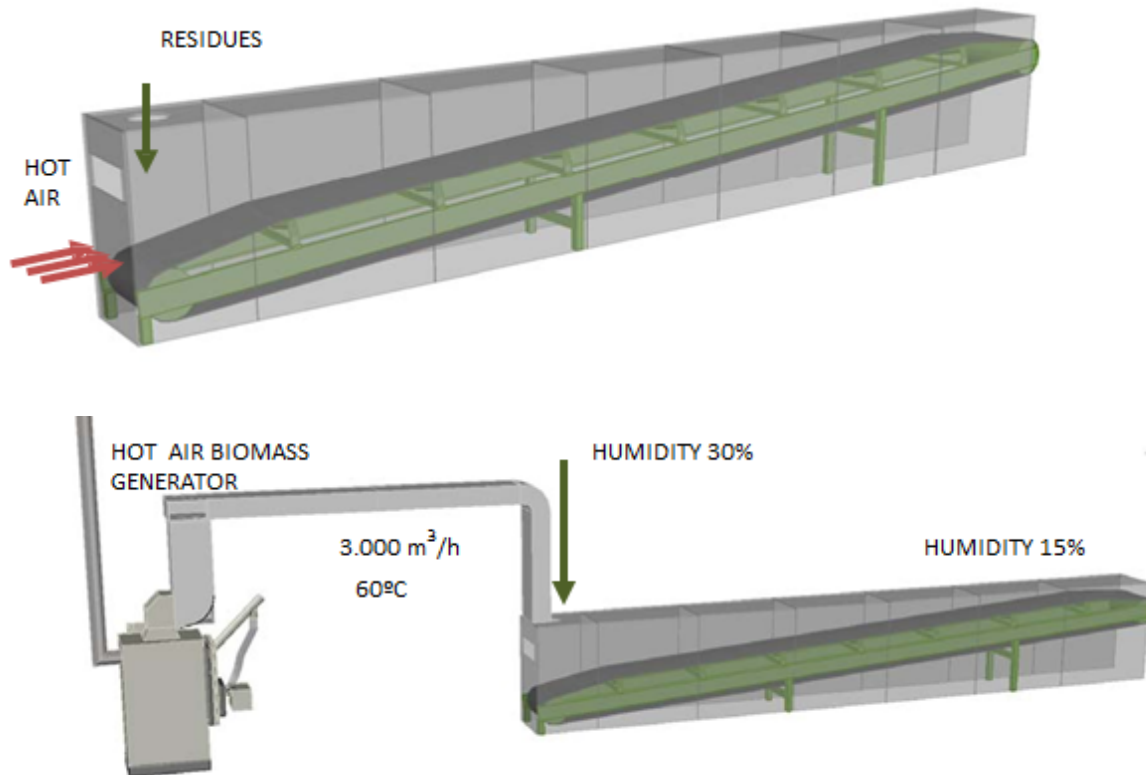 RESIDUES
HOT
AIR
HOT AIR BIOMASS
GENERATOR
HUMIDITY 30%
3.000 m³/h
60ºC
HUMIDITY 15%